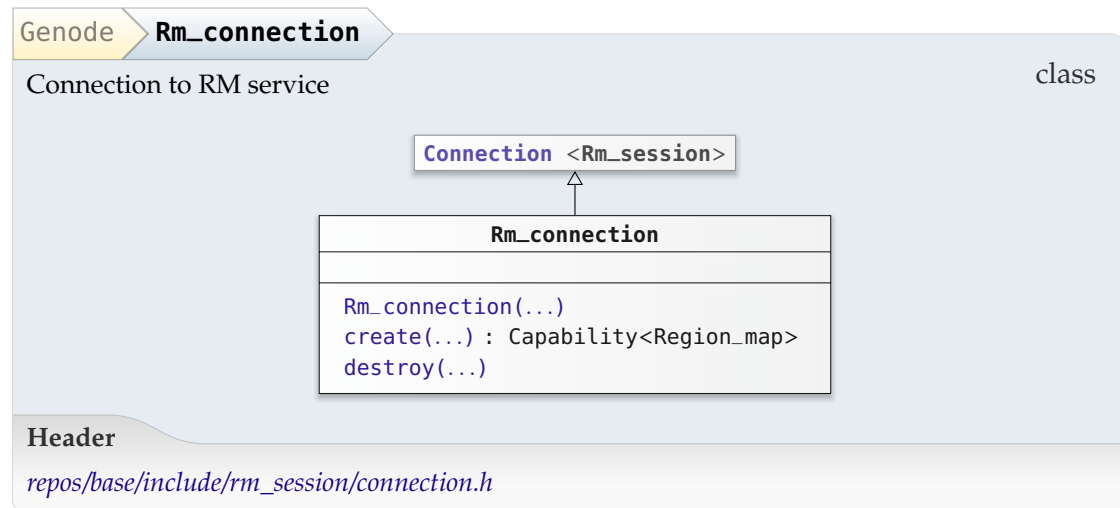 Genode Rm_connection
Connection to RM service
class
Connection <Rm_session>
Rm_connection
Rm_connection(...)
create(...) : Capability<Region_map>
destroy(...)
Header
repos/base/include/rm_session/connection.h